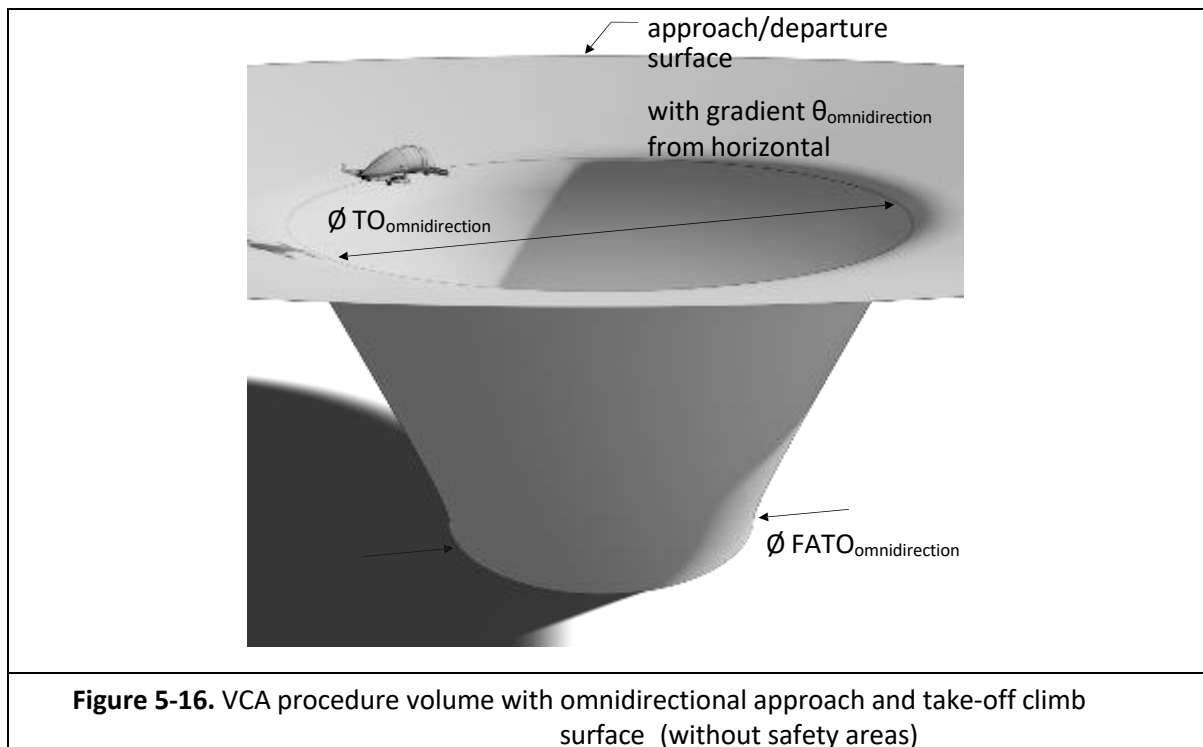 approach/departure
surface
with gradient θomnidirection
from horizontal
Ø TOomnidirection
Ø FATOomnidirection
Figure 5-16. VCA procedure volume with omnidirectional approach and take-off climb
surface (without safety areas)